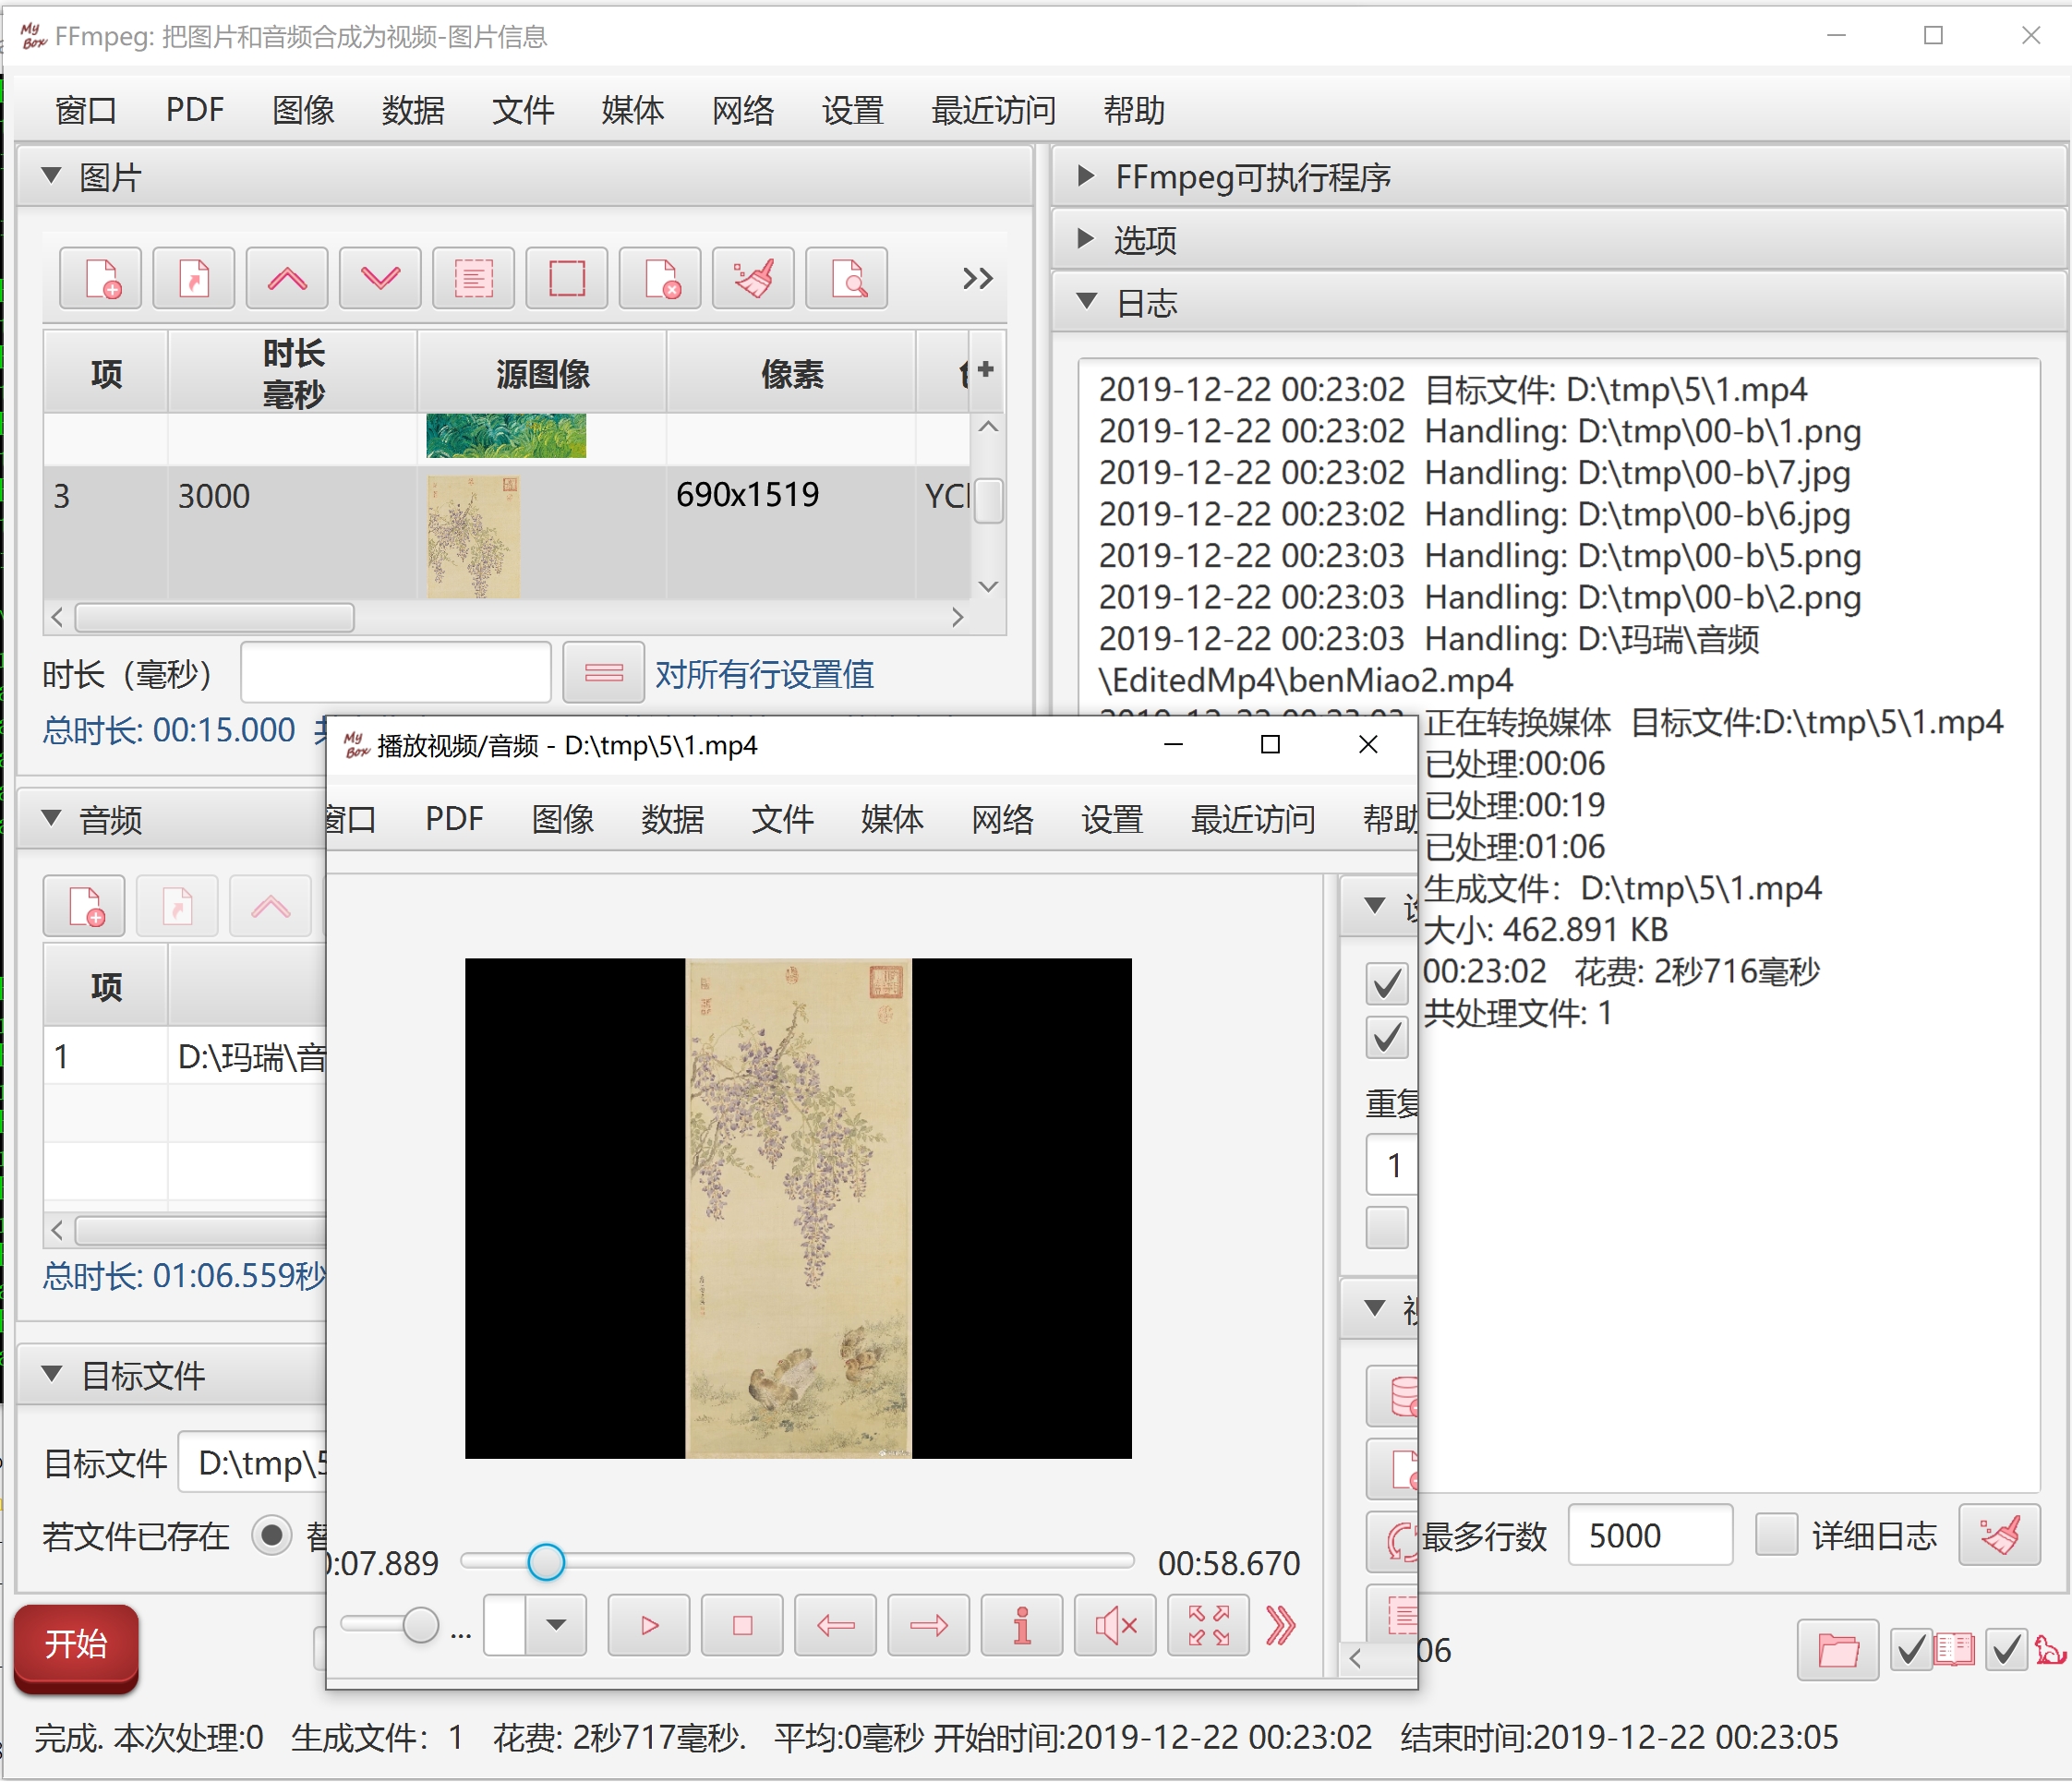 My Box FFmpeg: 把图片和音频合成为视频-图片信息
窗口 PDF 图像 数据 文件 媒体 网络 设置 最近访问 帮助
图片
项 时长 毫秒 源图像 像素
3 3000 690x1519 YC
时长（毫秒） 对所有行设置值
总时长: 00:15.000
音频
项
1 D:\玛瑞\音
总时长: 01:06.559秒
目标文件
目标文件 D:\tmp\5
若文件已存在 替
开始
FFmpeg可执行程序
选项
日志
2019-12-22 00:23:02 目标文件: D:\tmp\5\1.mp4
2019-12-22 00:23:02 Handling: D:\tmp\00-b\1.png
2019-12-22 00:23:02 Handling: D:\tmp\00-b\7.jpg
2019-12-22 00:23:02 Handling: D:\tmp\00-b\6.jpg
2019-12-22 00:23:03 Handling: D:\tmp\00-b\5.png
2019-12-22 00:23:03 Handling: D:\tmp\00-b\2.png
2019-12-22 00:23:03 Handling: D:\玛瑞\音频
\EditedMp4\benMiao2.mp4
正在转换媒体 目标文件:D:\tmp\5\1.mp4
已处理:00:06
已处理:00:19
已处理:01:06
生成文件：D:\tmp\5\1.mp4
大小: 462.891 KB
00:23:02 花费: 2秒716毫秒
共处理文件: 1
最多行数 5000 详细日志
06
My Box 播放视频/音频 - D:\tmp\5\1.mp4
窗口 PDF 图像 数据 文件 媒体 网络 设置 最近访问 帮助
重复
1
:07.889 00:58.670
...
完成. 本次处理:0 生成文件：1 花费: 2秒717毫秒. 平均:0毫秒 开始时间:2019-12-22 00:23:02 结束时间:2019-12-22 00:23:05